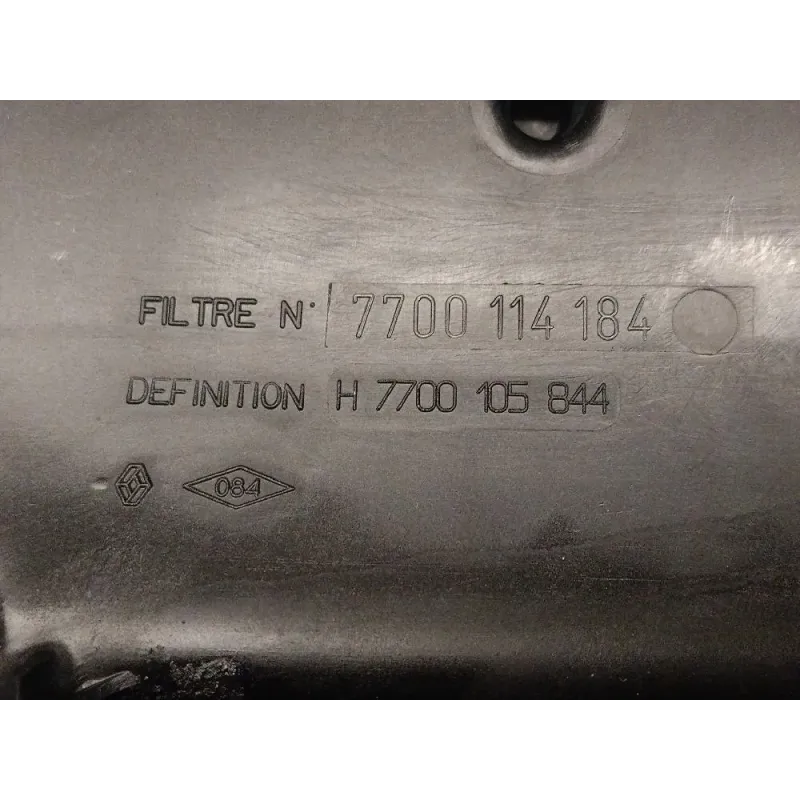 FILTRE N° 7700 114 184
DEFINITION H 7700 105 844
084